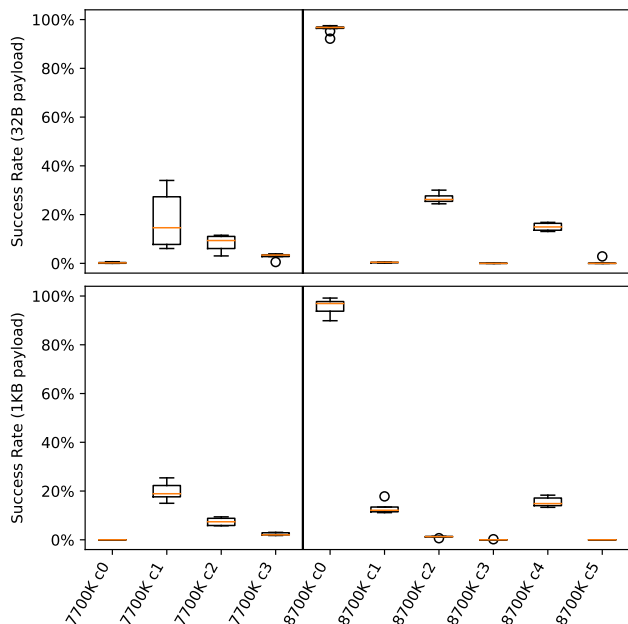 100%
80%
60%
40%
20%
0%
Success Rate (32B payload)
100%
80%
60%
40%
20%
0%
Success Rate (1KB payload)
7700K c0
7700K c1
7700K c2
7700K c3
8700K c0
8700K c1
8700K c2
8700K c3
8700K c4
8700K c5